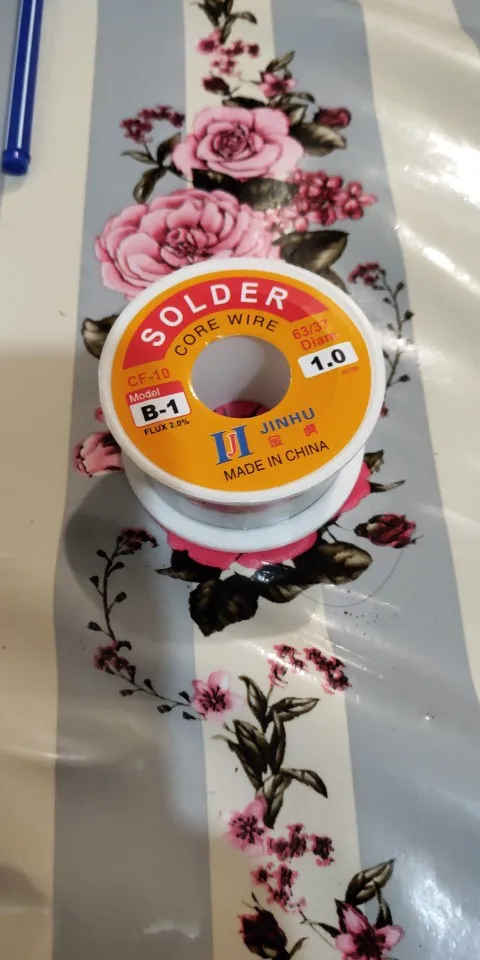 SOLDER
CORE WIRE
63/37
Diam
1.0
m/m
CF-10
Model
B-1
FLUX 2.0%
JINHU
金虎
MADE IN CHINA